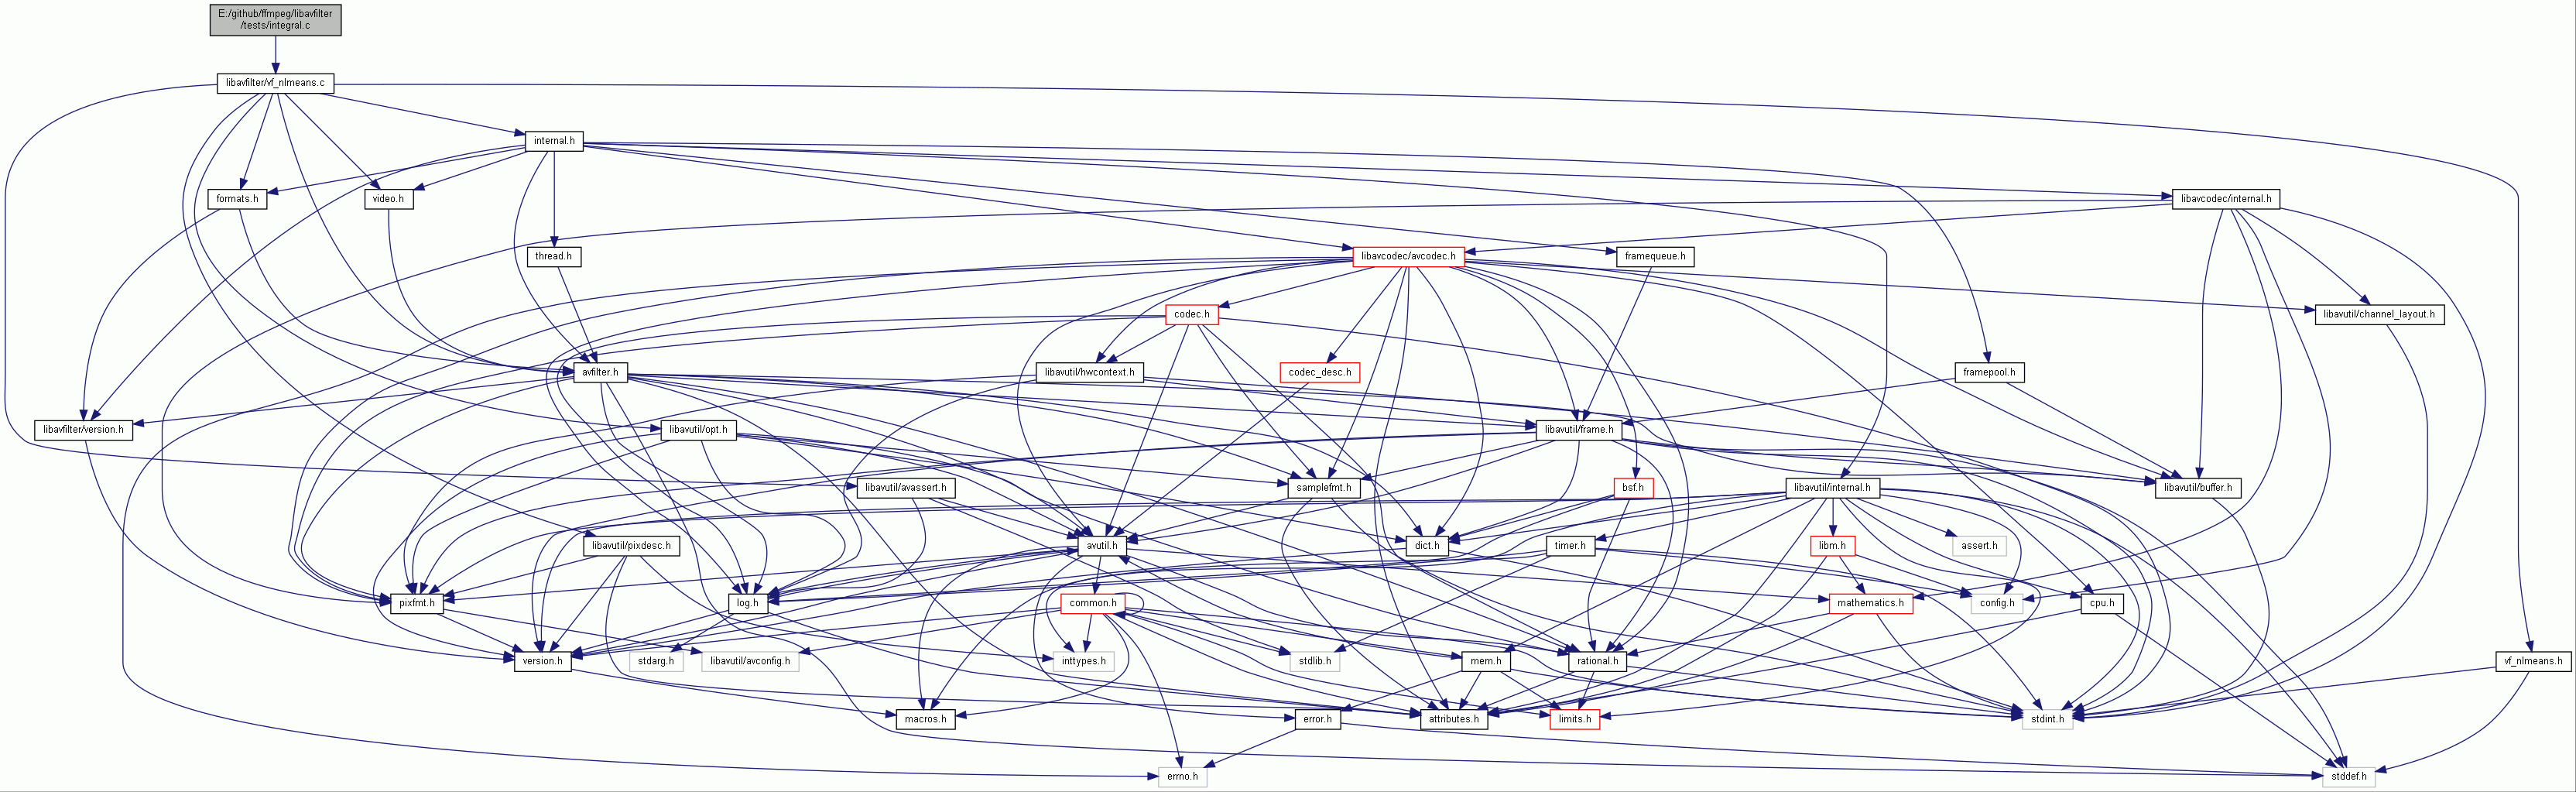 E:/github/ffmpeg/libavfilter
/tests/integral.c
libavfilter/vf_nlmeans.c
internal.h
formats.h
video.h
libavcodec/internal.h
thread.h
libavcodec/avcodec.h
framequeue.h
codec.h
libavutil/channel_layout.h
avfilter.h
libavutil/hwcontext.h
codec_desc.h
framepool.h
libavfilter/version.h
libavutil/opt.h
libavutil/frame.h
libavutil/avassert.h
samplefmt.h
bsf.h
libavutil/internal.h
libavutil/buffer.h
libavutil/pixdesc.h
avutil.h
dict.h
timer.h
libm.h
assert.h
pixfmt.h
log.h
common.h
mathematics.h
config.h
cpu.h
version.h
stdarg.h
libavutil/avconfig.h
inttypes.h
stdlib.h
mem.h
rational.h
vf_nlmeans.h
macros.h
error.h
attributes.h
limits.h
stdint.h
errno.h
stddef.h